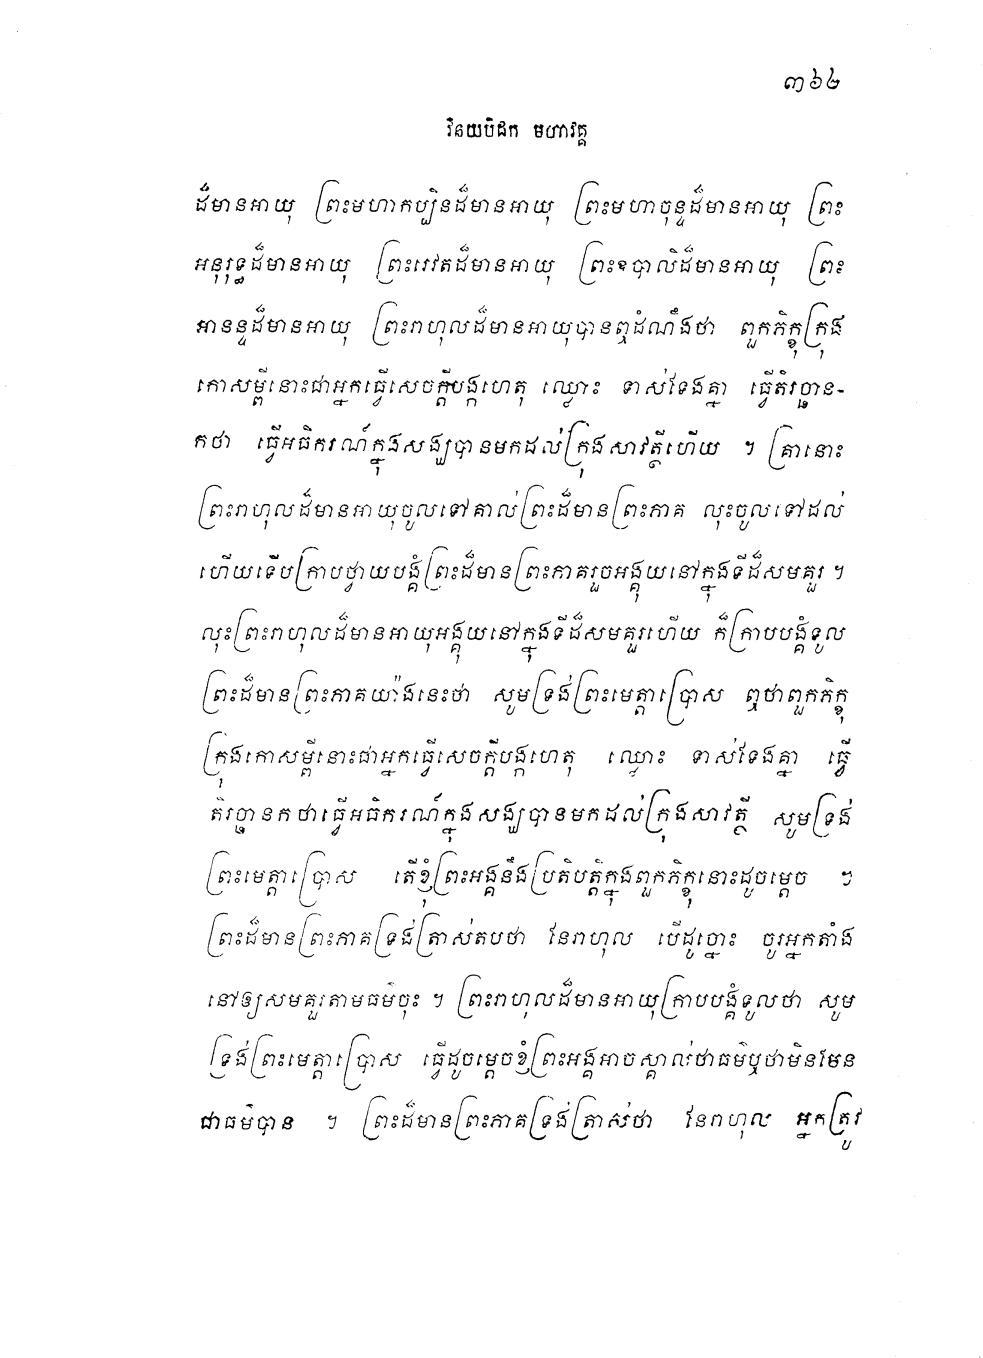 ៣៦២
វិនយបិដក មហាវគ្គ
ដ៏មានអាយុ ព្រះមហាកប្បិនដ៏មានអាយុ ព្រះមហាចុន្ទដ៏មានអាយុ ព្រះ
អនុរុទ្ធដ៏មានអាយុ ព្រះរេវតដ៏មានអាយុ ព្រះឧបាលិដ៏មានអាយុ ព្រះ
អានន្ទដ៏មានអាយុ ព្រះរាហុលដ៏មានអាយុបានឮដំណឹងថា ពួកភិក្ខុក្រុង
កោសម្ពីនោះជាអ្នកធ្វើសេចក្តីបង្កហេតុ ឈ្លោះ ទាស់ទែងគ្នា ធ្វើតិរច្ឆាន-
កថា ធ្វើអធិករណ៍ក្នុងសង្ឃបានមកដល់ក្រុងសាវត្ថីហើយ ។ គ្រានោះ
ព្រះរាហុលដ៏មានអាយុចូលទៅគាល់ព្រះដ៏មានព្រះភាគ លុះចូលទៅដល់
ហើយទើបក្រាបថ្វាយបង្គំព្រះដ៏មានព្រះភាគរួចអង្គុយនៅក្នុងទីដ៏សមគួរ ។
លុះព្រះរាហុលដ៏មានអាយុអង្គុយនៅក្នុងទីដ៏សមគួរហើយ ក៏ក្រាបបង្គំទូល
ព្រះដ៏មានព្រះភាគយ៉ាងនេះថា សូមទ្រង់ព្រះមេត្តាប្រោស ឮថាពួកភិក្ខុ
ក្រុងកោសម្ពីនោះជាអ្នកធ្វើសេចក្តីបង្កហេតុ ឈ្លោះ ទាស់ទែងគ្នា ធ្វើ
តិរច្ឆានកថាធ្វើអធិករណ៍ក្នុងសង្ឃបានមកដល់ក្រុងសាវត្ថី សូមទ្រង់
ព្រះមេត្តាប្រោស តើខ្ញុំព្រះអង្គនឹងប្រតិបត្តិក្នុងពួកភិក្ខុនោះដូចម្តេច ។
ព្រះដ៏មានព្រះភាគទ្រង់ត្រាស់តបថា នែរាហុល បើដូច្នោះ ចូរអ្នកតាំង
នៅឲ្យសមគួរតាមធម៌ចុះ ។ ព្រះរាហុលដ៏មានអាយុក្រាបបង្គំទូលថា សូម
ទ្រង់ព្រះមេត្តាប្រោស ធ្វើដូចម្តេចខ្ញុំព្រះអង្គអាចស្គាល់ថាធម៌ឬថាមិនមែន
ជាធម៌បាន ។ ព្រះដ៏មានព្រះភាគទ្រង់ត្រាស់ថា នែរាហុល អ្នកត្រូវ